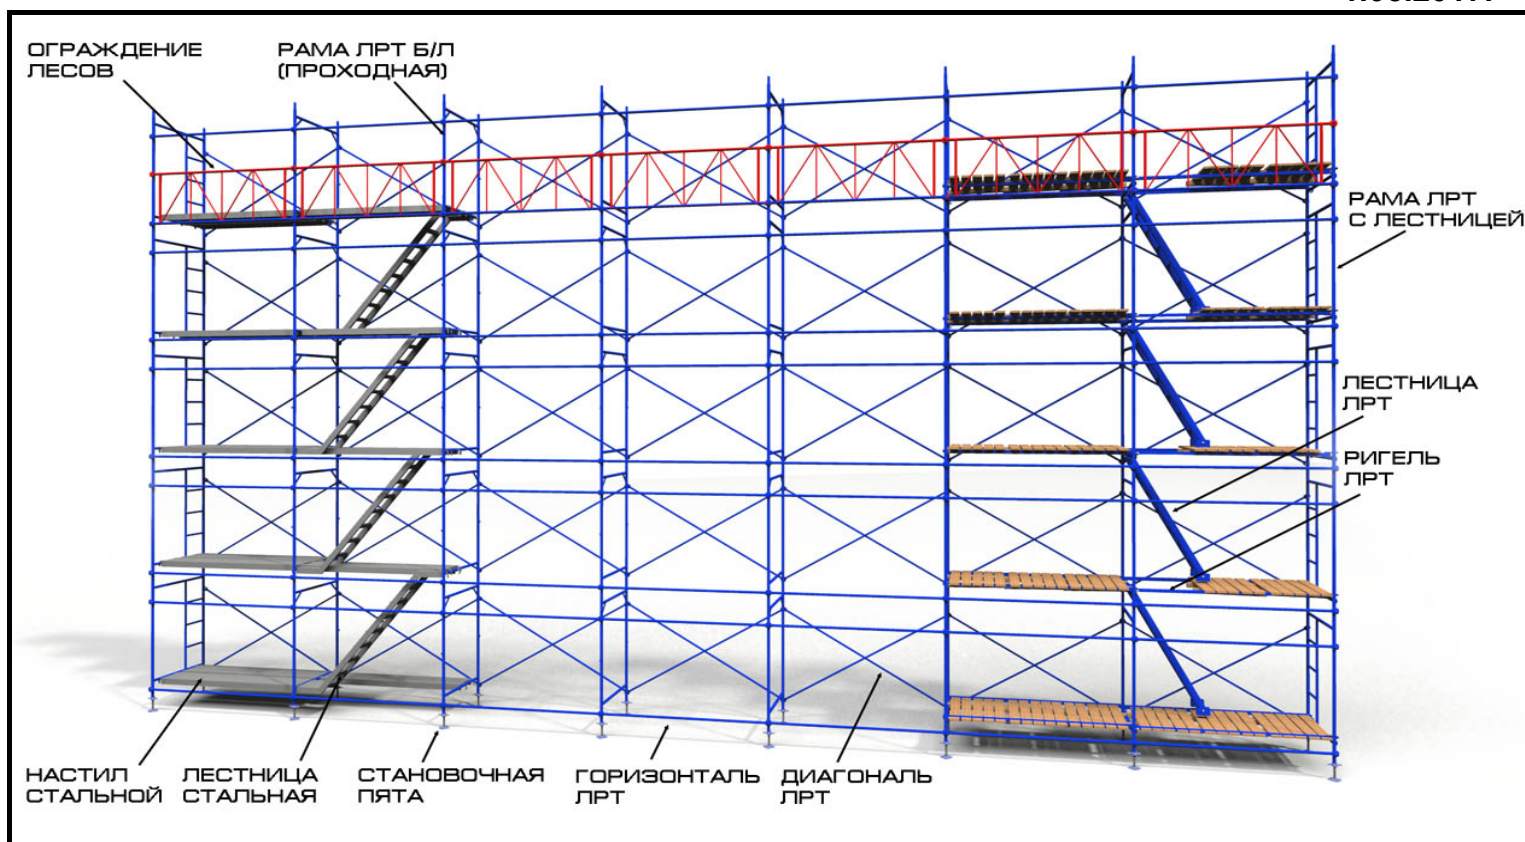 ОГРАЖДЕНИЕ
ЛЕСОВ
РАМА ЛРТ Б/Л
(ПРОХОДНАЯ)
РАМА ЛРТ
С ЛЕСТНИЦЕЙ
ЛЕСТНИЦА
ЛРТ
РИГЕЛЬ
ЛРТ
НАСТИЛ
СТАЛЬНОЙ
ЛЕСТНИЦА
СТАЛЬНАЯ
СТАНОВОЧНАЯ
ПЯТА
ГОРИЗОНТАЛЬ
ЛРТ
ДИАГОНАЛЬ
ЛРТ